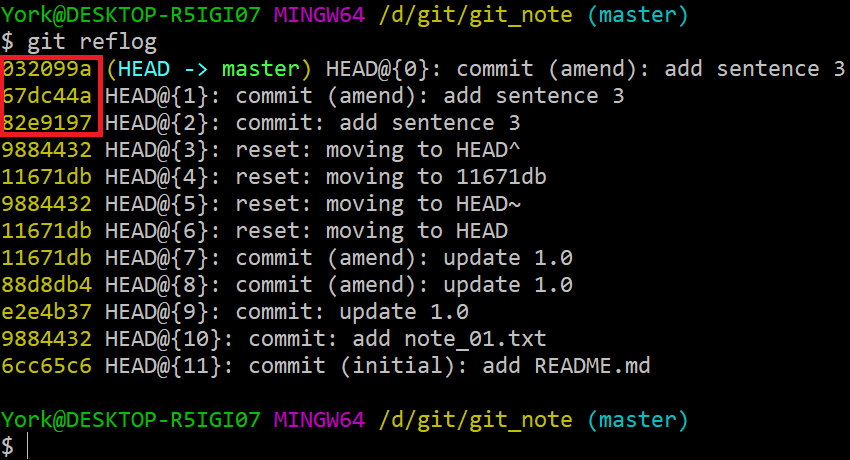 York@DESKTOP-R5IGI07 MINGW64 /d/git/git_note (master)
$ git reflog
032099a (HEAD -> master) HEAD@{0}: commit (amend): add sentence 3
67dc44a HEAD@{1}: commit (amend): add sentence 3
82e9197 HEAD@{2}: commit: add sentence 3
9884432 HEAD@{3}: reset: moving to HEAD^
11671db HEAD@{4}: reset: moving to 11671db
9884432 HEAD@{5}: reset: moving to HEAD~
11671db HEAD@{6}: reset: moving to HEAD
11671db HEAD@{7}: commit (amend): update 1.0
88d8db4 HEAD@{8}: commit (amend): update 1.0
e2e4b37 HEAD@{9}: commit: update 1.0
9884432 HEAD@{10}: commit: add note_01.txt
6cc65c6 HEAD@{11}: commit (initial): add README.md
York@DESKTOP-R5IGI07 MINGW64 /d/git/git_note (master)
$